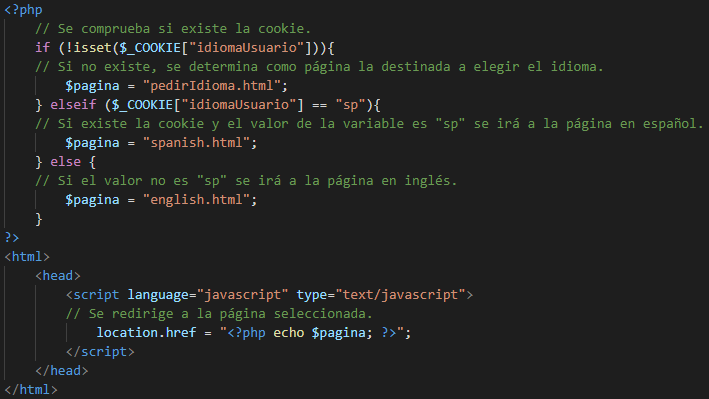 <?php
    // Se comprueba si existe la cookie.
    if (!isset($_COOKIE["idiomaUsuario"])){
    // Si no existe, se determina como página la destinada a elegir el idioma.
        $pagina = "pedirIdioma.html";
    } elseif ($_COOKIE["idiomaUsuario"] == "sp"){
    // Si existe la cookie y el valor de la variable es "sp" se irá a la página en español.
        $pagina = "spanish.html";
    } else {
    // Si el valor no es "sp" se irá a la página en inglés.
        $pagina = "english.html";
    }
?>
<html>
    <head>
        <script language="javascript" type="text/javascript">
        // Se redirige a la página seleccionada.
            location.href = "<?php echo $pagina; ?>";
        </script>
    </head>
</html>